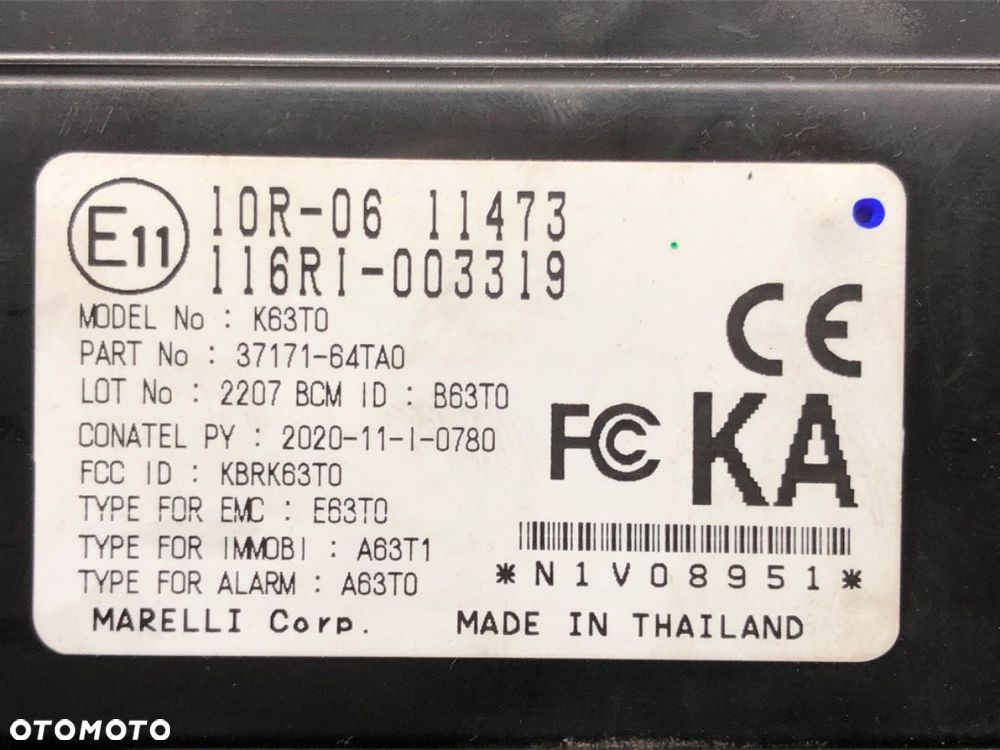 E11
10R-06 11473
116RI-003319
MODEL No : K63T0
PART No : 37171-64TA0
LOT No : 2207 BCM ID : B63T0
CONATEL PY : 2020-11-I-0780
FCC ID : KBRK63T0
TYPE FOR EMC : E63T0
TYPE FOR IMMOBI : A63T1
TYPE FOR ALARM : A63T0
CE
FC KA
*N1V08951*
MARELLI Corp. MADE IN THAILAND
OTOMOTO